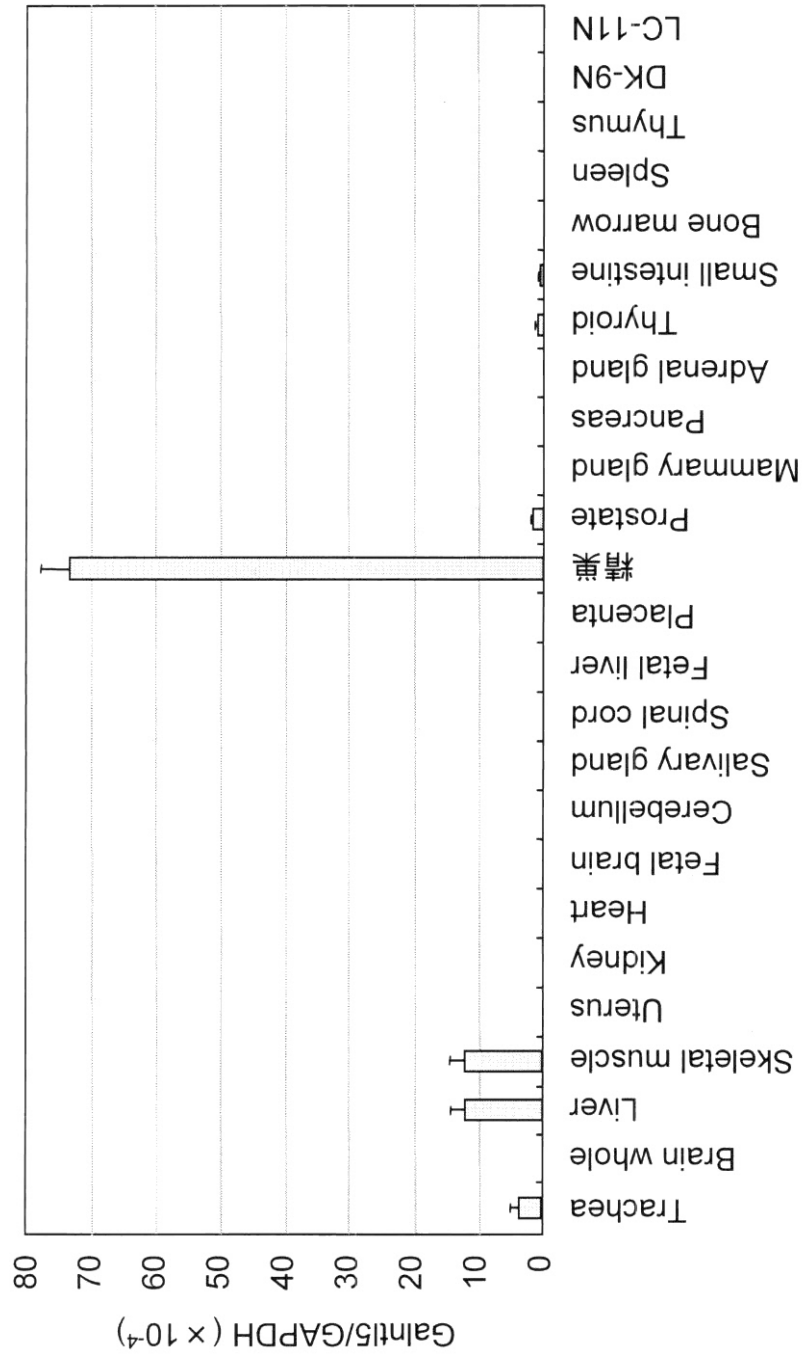 GalntI5/GAPDH (× 10-4)
80
70
60
50
40
30
20
10
0
Trachea
Brain whole
Liver
Skeletal muscle
Uterus
Kidney
Heart
Fetal brain
Cerebellum
Salivary gland
Spinal cord
Fetal liver
Placenta
精巣
Prostate
Mammary gland
Pancreas
Adrenal gland
Thyroid
Small intestine
Bone marrow
Spleen
Thymus
DK-9N
LC-11N